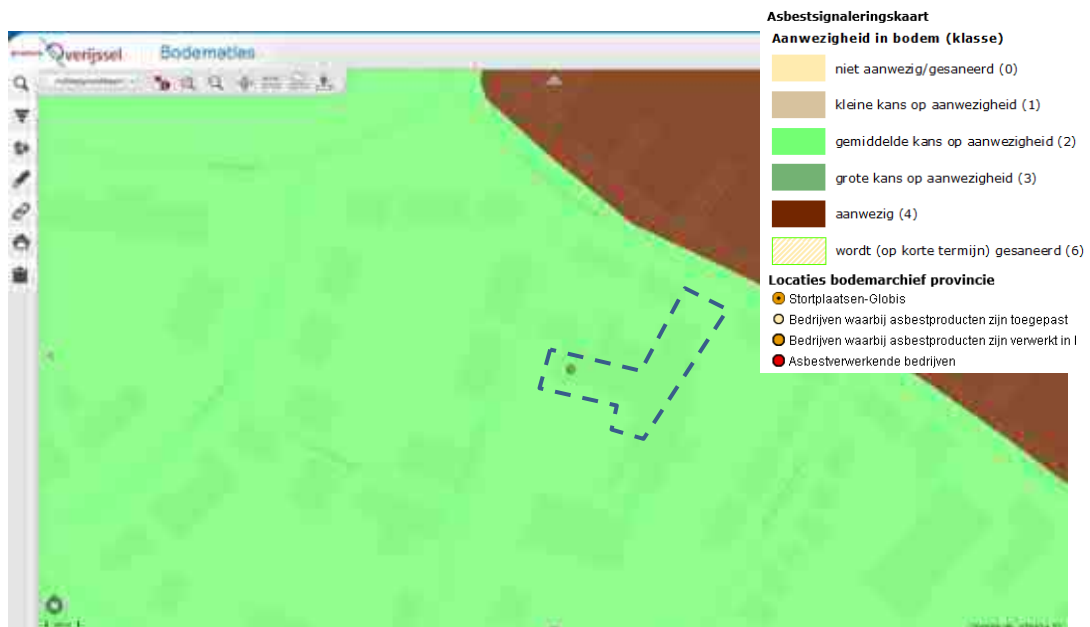 Overijssel Bodematlas
Asbestsignaleringskaart
Aanwezigheid in bodem (klasse)
niet aanwezig/gesaneerd (0)
kleine kans op aanwezigheid (1)
gemiddelde kans op aanwezigheid (2)
grote kans op aanwezigheid (3)
aanwezig (4)
wordt (op korte termijn) gesaneerd (6)
Locaties bodemarchief provincie
Stortplaatsen-Globis
Bedrijven waarbij asbestproducten zijn toegepast
Bedrijven waarbij asbestproducten zijn verwerkt in l
Asbestverwerkende bedrijven